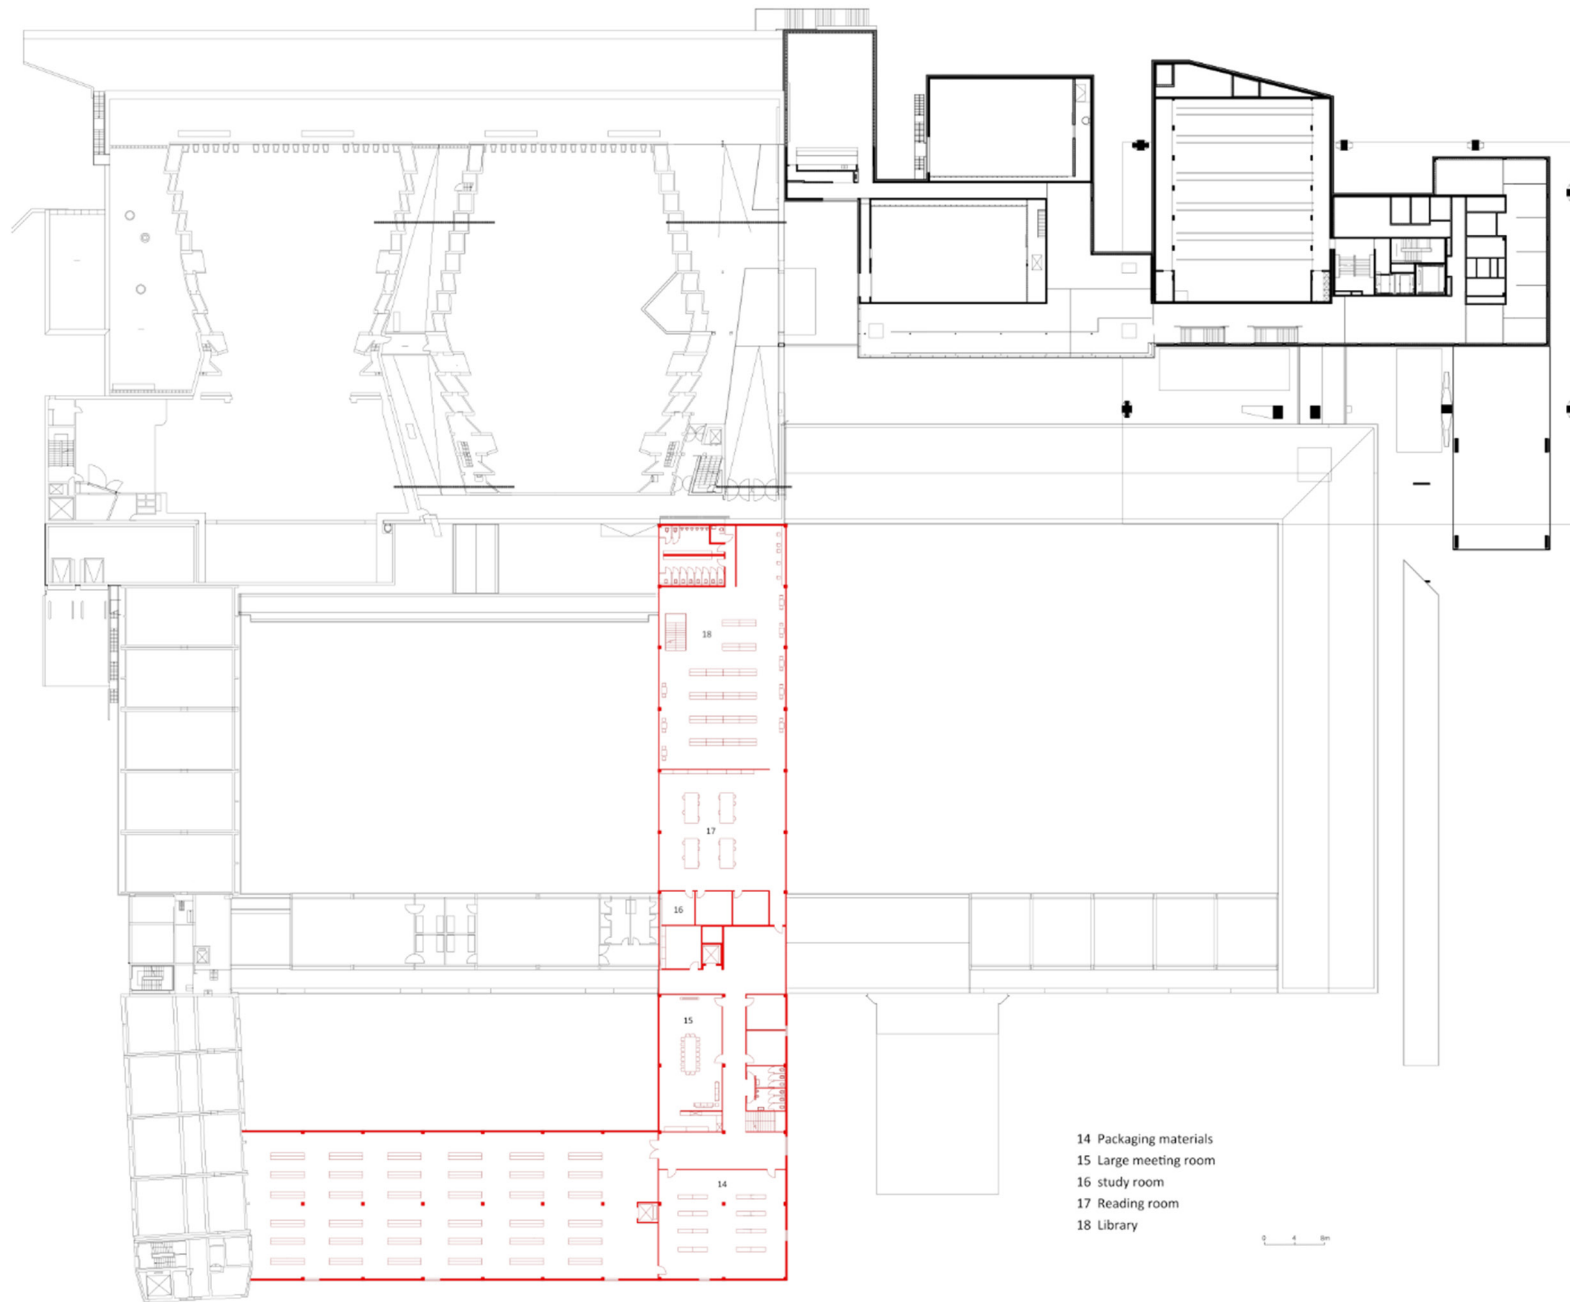 18
17
16
15
14
14 Packaging materials
15 Large meeting room
16 study room
17 Reading room
18 Library
0 4 8m